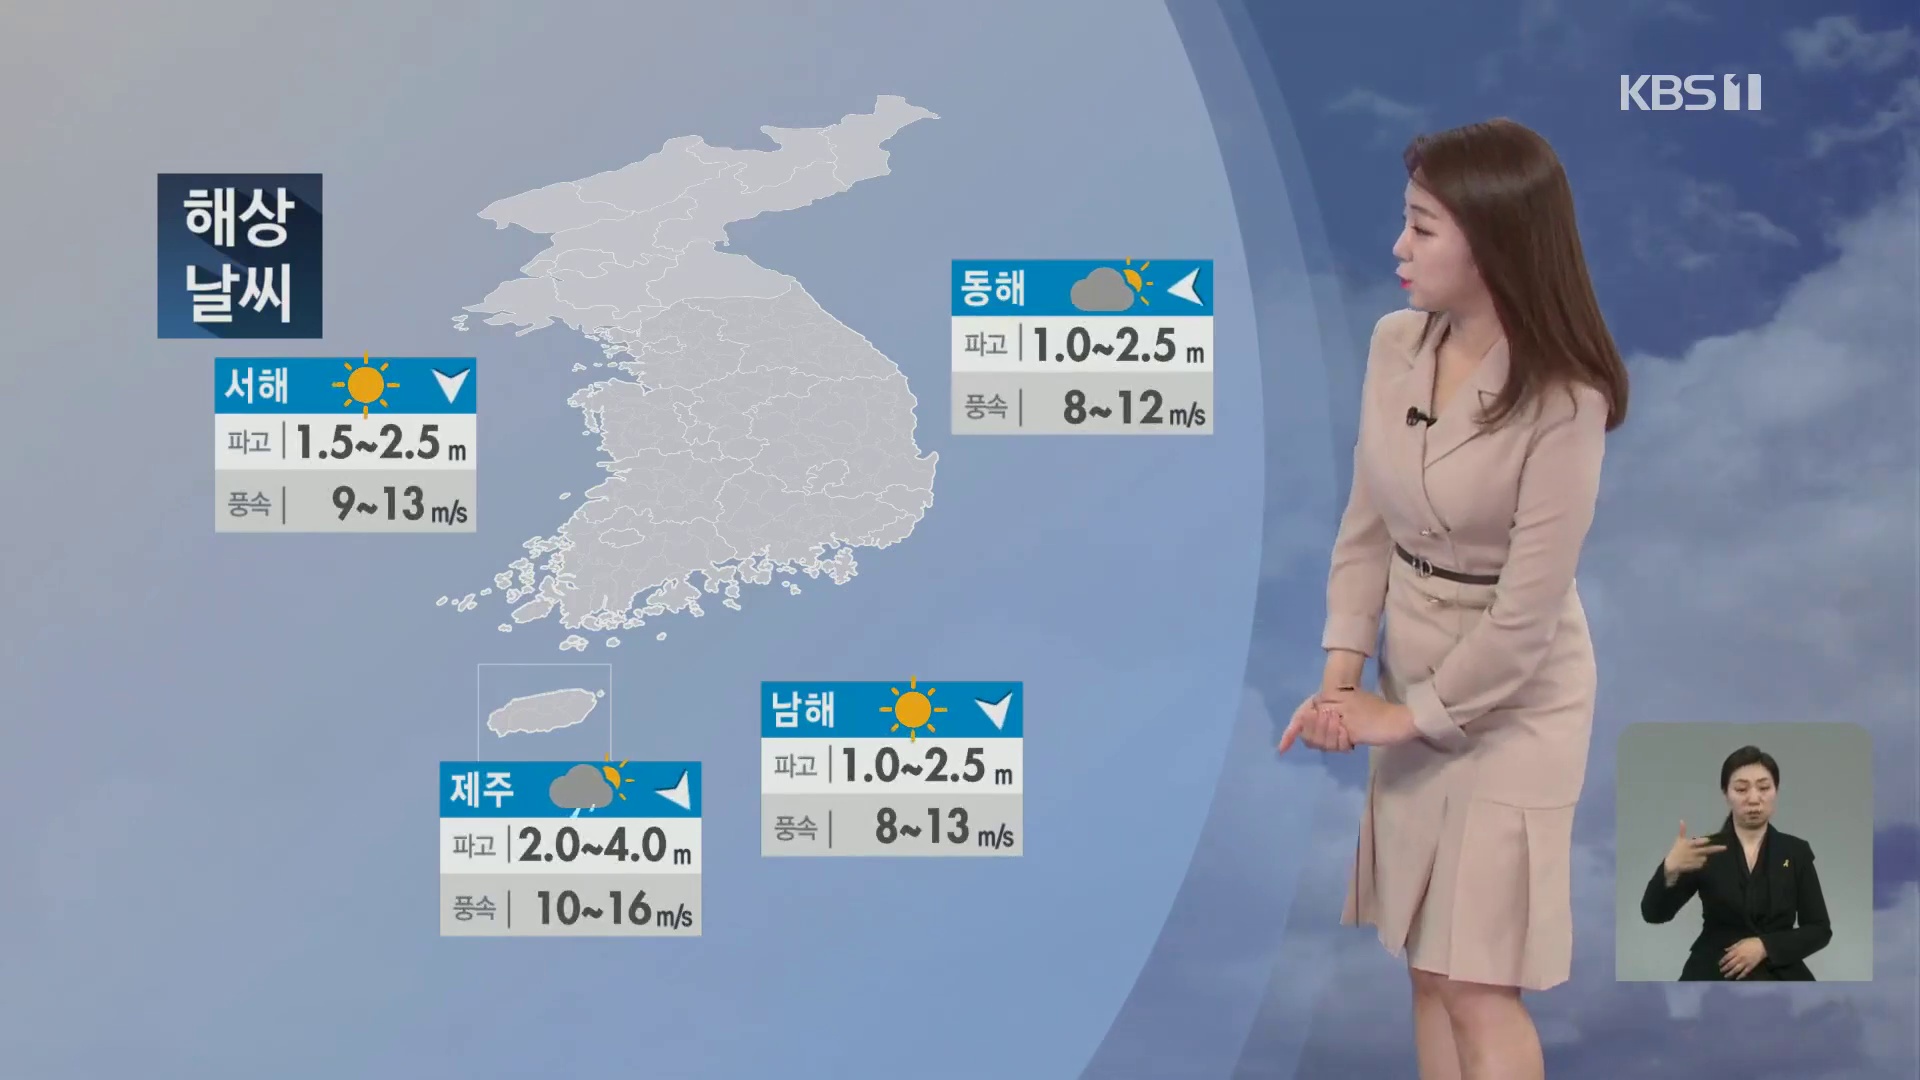 KBS 1
해상
날씨
동해
파고 1.0~2.5 m
풍속 8~12 m/s
서해
파고 1.5~2.5 m
풍속 9~13 m/s
남해
파고 1.0~2.5 m
풍속 8~13 m/s
제주
파고 2.0~4.0 m
풍속 10~16 m/s